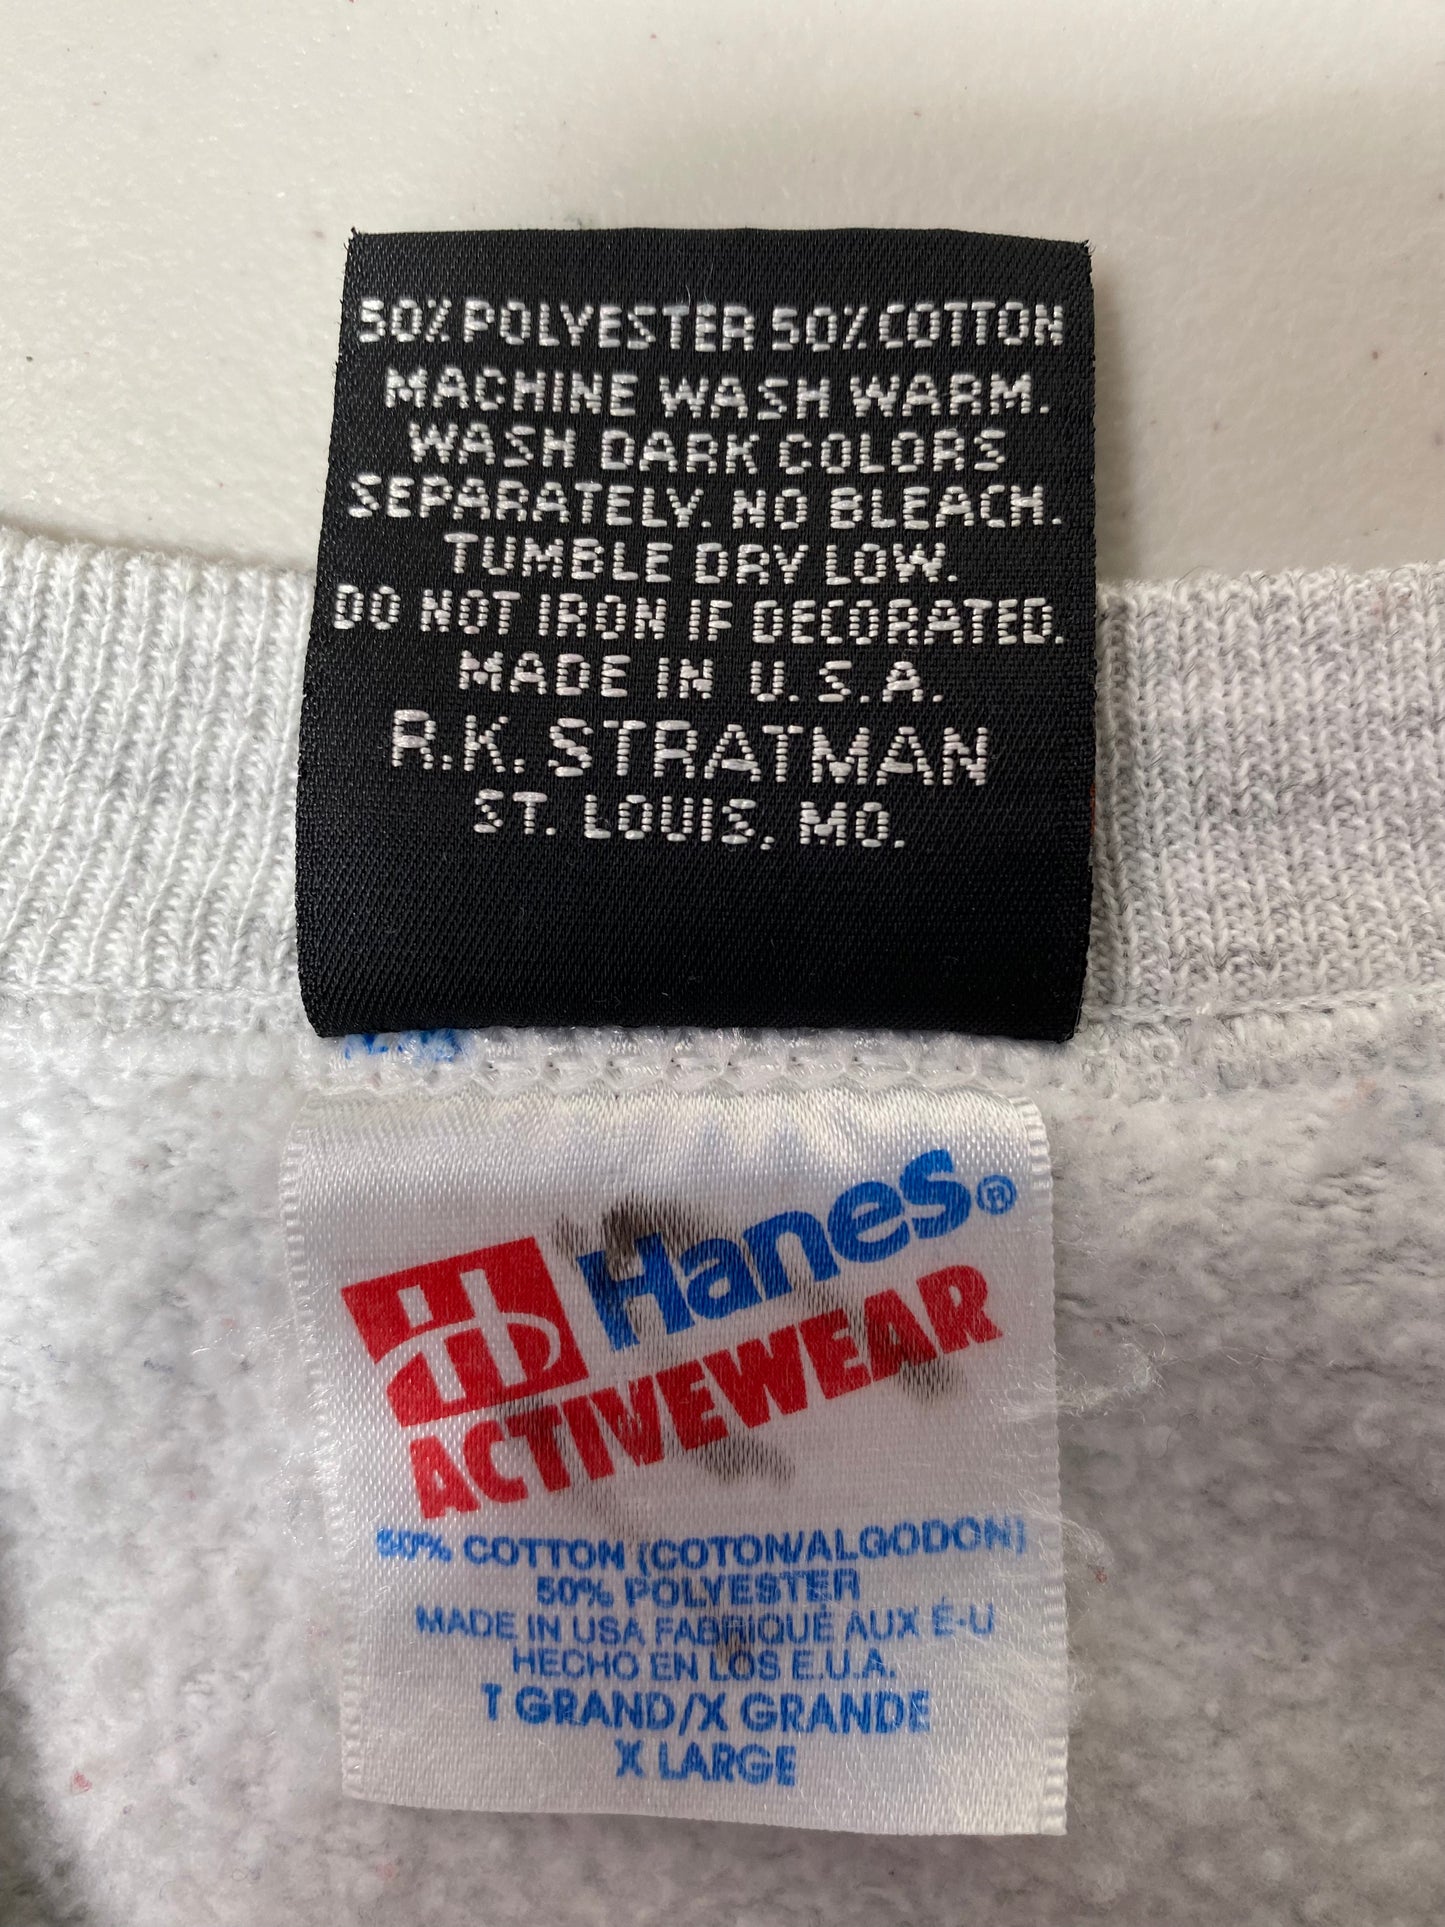 50% POLYESTER 50% COTTON
MACHINE WASH WARM.
WASH DARK COLORS
SEPARATELY. NO BLEACH.
TUMBLE DRY LOW.
DO NOT IRON IF DECORATED.
MADE IN U.S.A.
R.K. STRATMAN
ST. LOUIS, MO.
Hanes®
ACTIVEWEAR
50% COTTON (COTON/ALGODON)
50% POLYESTER
MADE IN USA FABRIQUÉ AUX É-U
HECHO EN LOS E.U.A.
T GRAND/X GRANDE
X LARGE